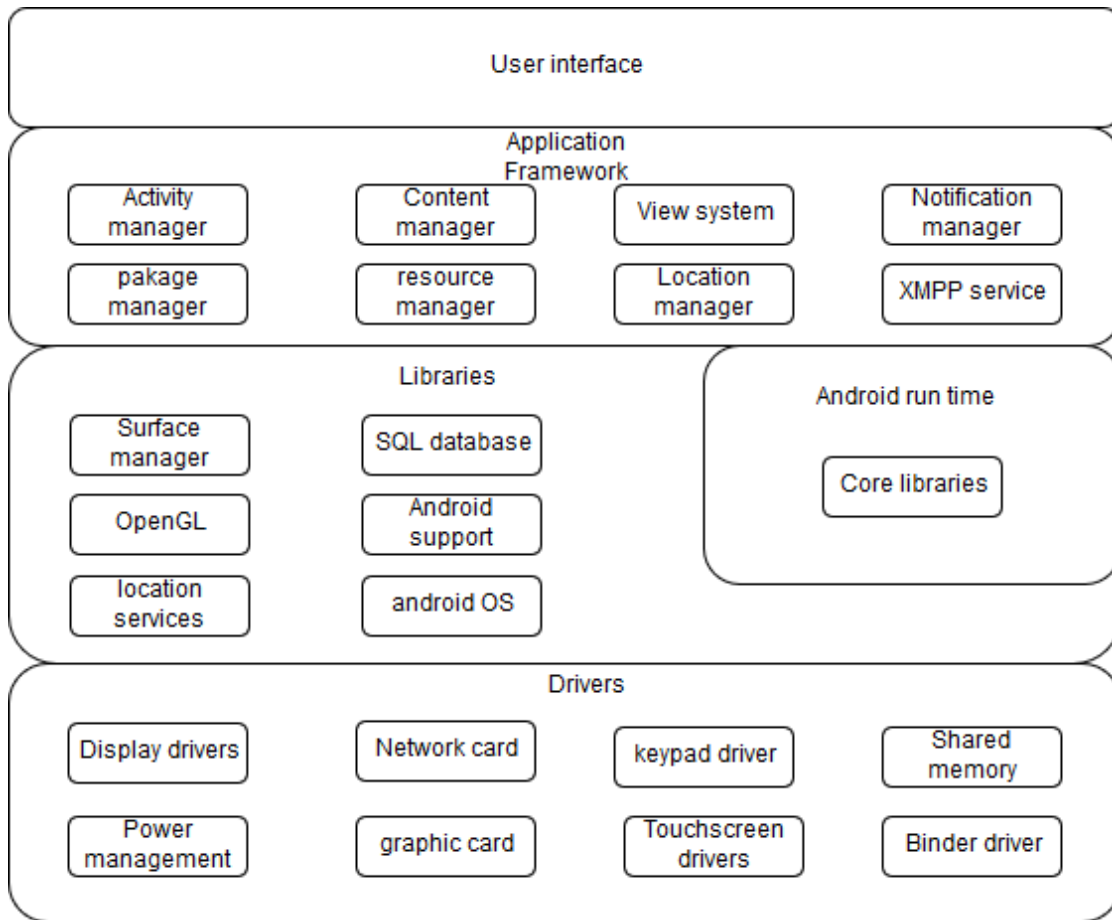 User interface
Application
Framework
Activity
manager
Content
manager
View system
Notification
manager
pakage
manager
resource
manager
Location
manager
XMPP service
Libraries
Android run time
Surface
manager
SQL database
Core libraries
OpenGL
Android
support
location
services
android OS
Drivers
Display drivers
Network card
keypad driver
Shared
memory
Power
management
graphic card
Touchscreen
drivers
Binder driver